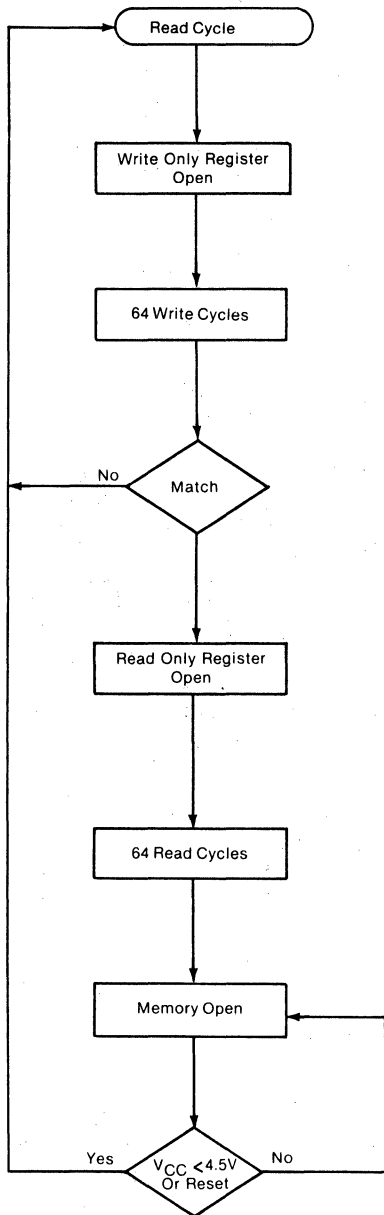 Read Cycle
Write Only Register
Open
64 Write Cycles
No
Match
Read Only Register
Open
64 Read Cycles
Memory Open
Yes
VCC <4.5V
Or Reset
No